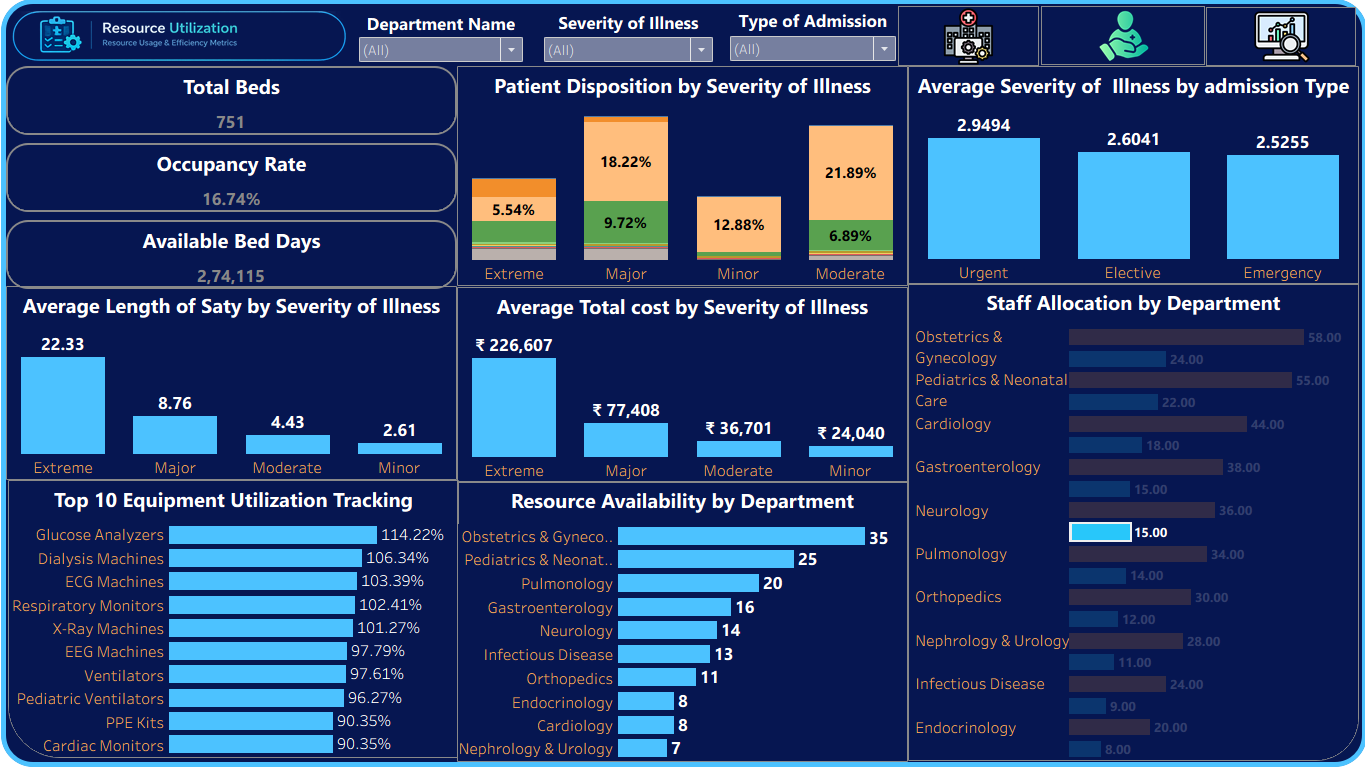 Resource Utilization
Resource Usage & Efficiency Metrics
Department Name
(All)
Severity of Illness
(All)
Type of Admission
(All)
Total Beds
751
Occupancy Rate
16.74%
Available Bed Days
2,74,115
Patient Disposition by Severity of Illness
5.54%
18.22%
9.72%
12.88%
21.89%
6.89%
Extreme
Major
Minor
Moderate
Average Severity of  Illness by admission Type
2.9494
2.6041
2.5255
Urgent
Elective
Emergency
Average Length of Saty by Severity of Illness
22.33
8.76
4.43
2.61
Extreme
Major
Moderate
Minor
Average Total cost by Severity of Illness
₹ 226,607
₹ 77,408
₹ 36,701
₹ 24,040
Extreme
Major
Moderate
Minor
Staff Allocation by Department
Obstetrics & 58.00
Gynecology 24.00
Pediatrics & Neonatal 55.00
Care 22.00
Cardiology 44.00
18.00
Gastroenterology 38.00
15.00
Neurology 36.00
15.00
Pulmonology 34.00
14.00
Orthopedics 30.00
12.00
Nephrology & Urology 28.00
11.00
Infectious Disease 24.00
9.00
Endocrinology 20.00
8.00
Top 10 Equipment Utilization Tracking
Glucose Analyzers 114.22%
Dialysis Machines 106.34%
ECG Machines 103.39%
Respiratory Monitors 102.41%
X-Ray Machines 101.27%
EEG Machines 97.79%
Ventilators 97.61%
Pediatric Ventilators 96.27%
PPE Kits 90.35%
Cardiac Monitors 90.35%
Resource Availability by Department
Obstetrics & Gyneco.. 35
Pediatrics & Neonat.. 25
Pulmonology 20
Gastroenterology 16
Neurology 14
Infectious Disease 13
Orthopedics 11
Endocrinology 8
Cardiology 8
Nephrology & Urology 7